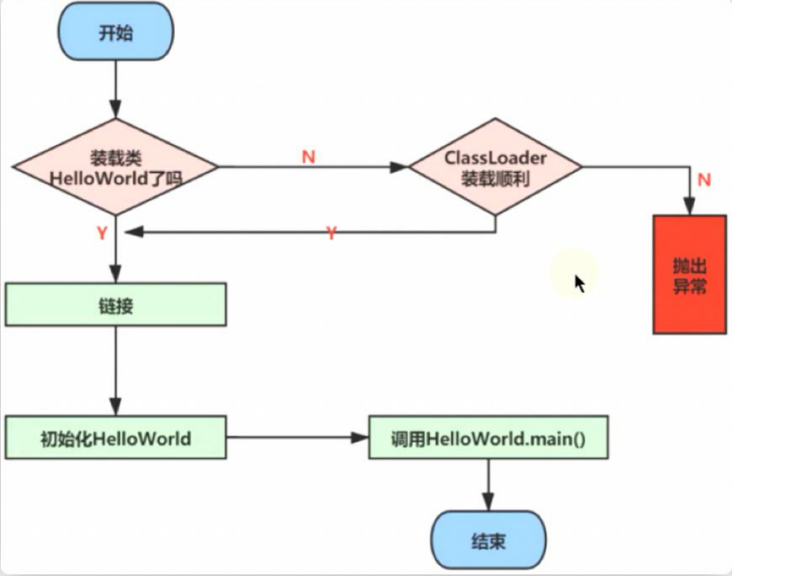 开始
装载类
HelloWorld了吗
N
ClassLoader
装载顺利
N
Y
Y
抛出
异常
链接
初始化HelloWorld
调用HelloWorld.main()
结束